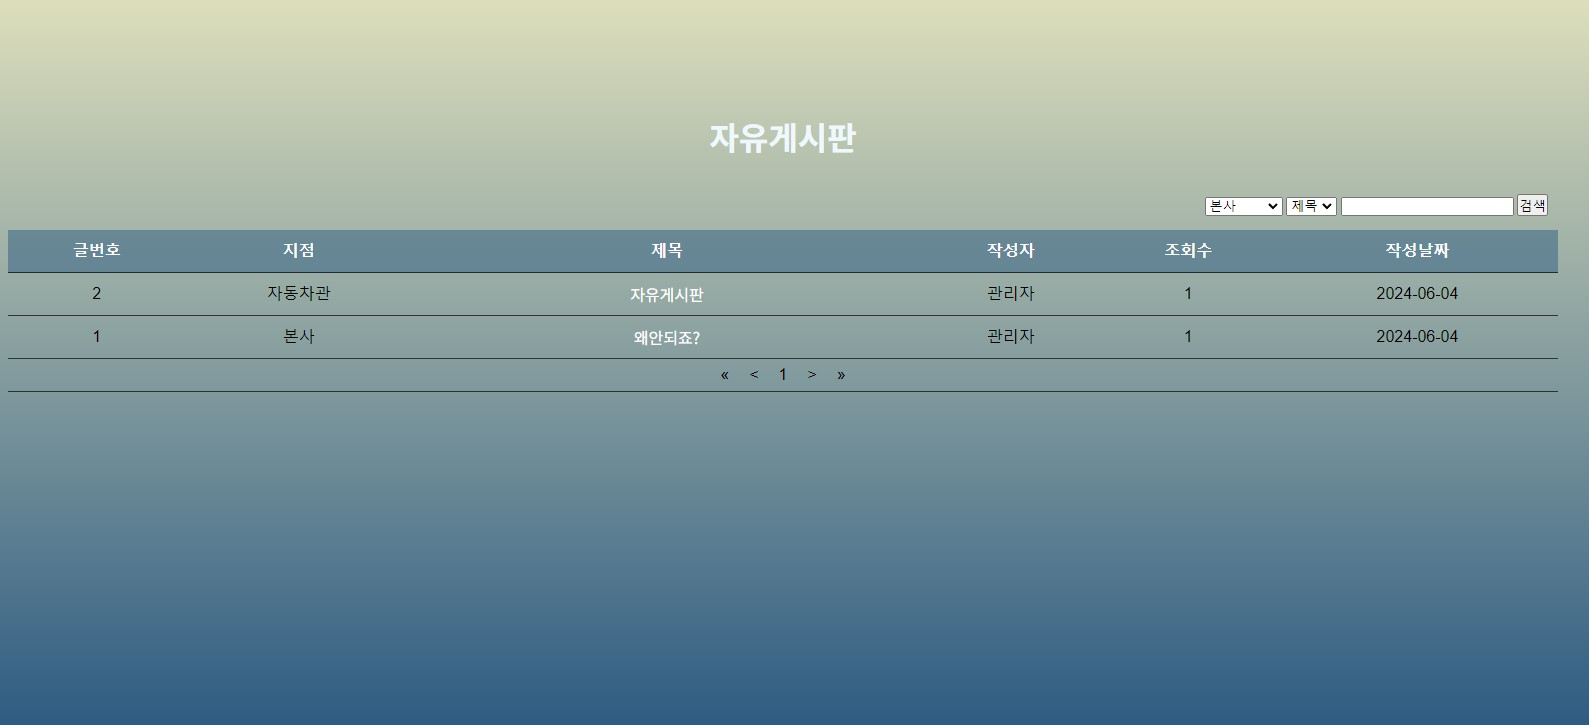 자유게시판
본사 제목 검색
글번호 지점 제목 작성자 조회수 작성날짜
2 자동차관 자유게시판 관리자 1 2024-06-04
1 본사 왜안되죠? 관리자 1 2024-06-04
« < 1 > »